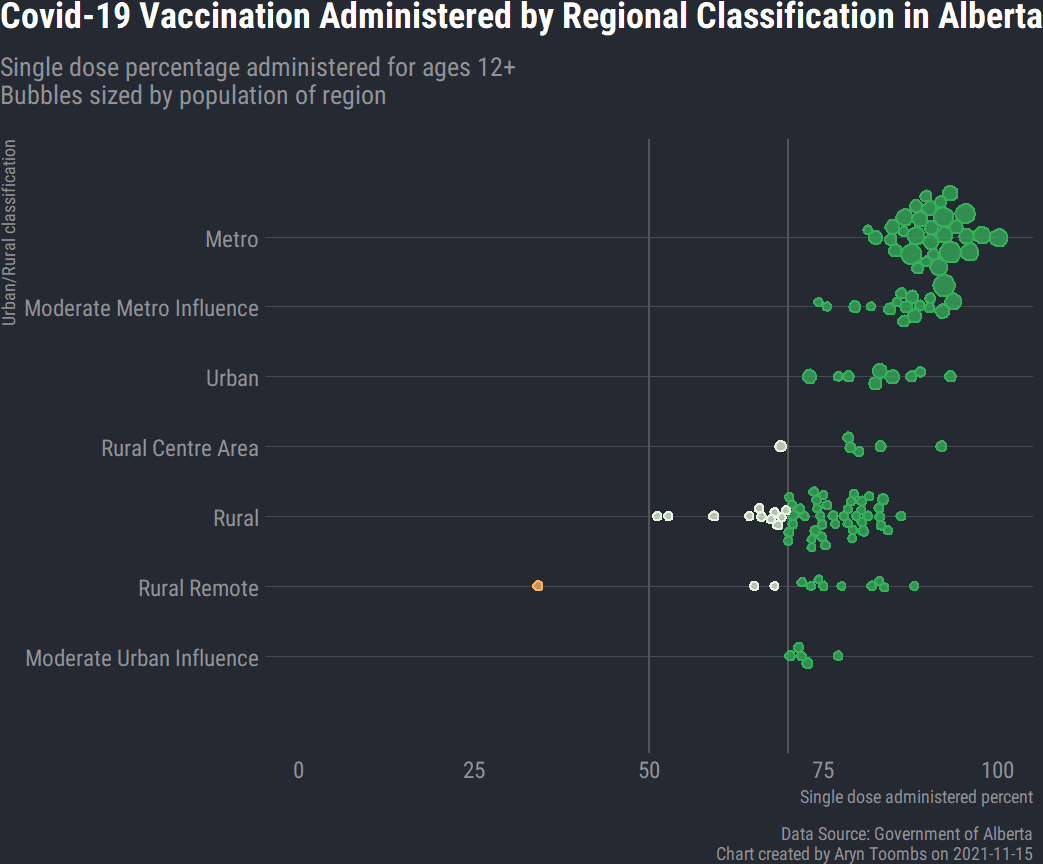 Covid-19 Vaccination Administered by Regional Classification in Alberta
Single dose percentage administered for ages 12+
Bubbles sized by population of region
Urban/Rural classification
Metro
Moderate Metro Influence
Urban
Rural Centre Area
Rural
Rural Remote
Moderate Urban Influence
0 25 50 75 100
Single dose administered percent
Data Source: Government of Alberta
Chart created by Aryn Toombs on 2021-11-15